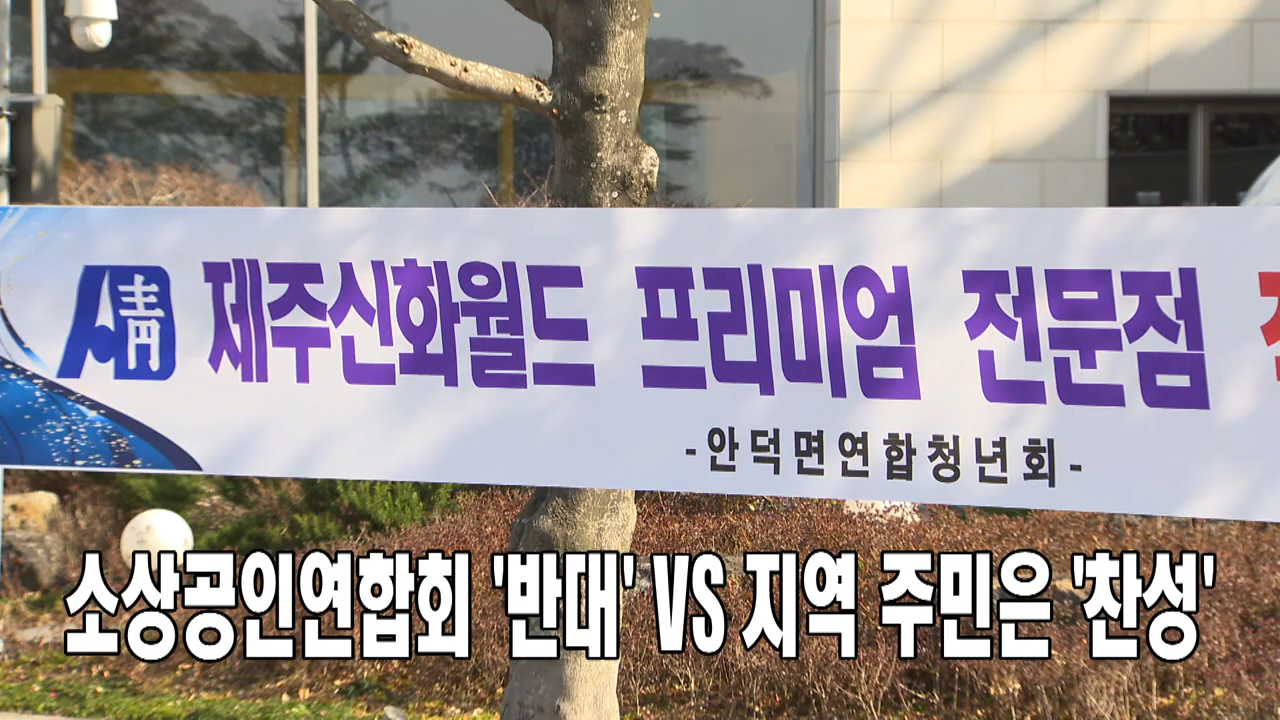 靑
제주신화월드 프리미엄 전문점
- 안덕면연합청년회 -
소상공인연합회 '반대' VS 지역 주민은 '찬성'